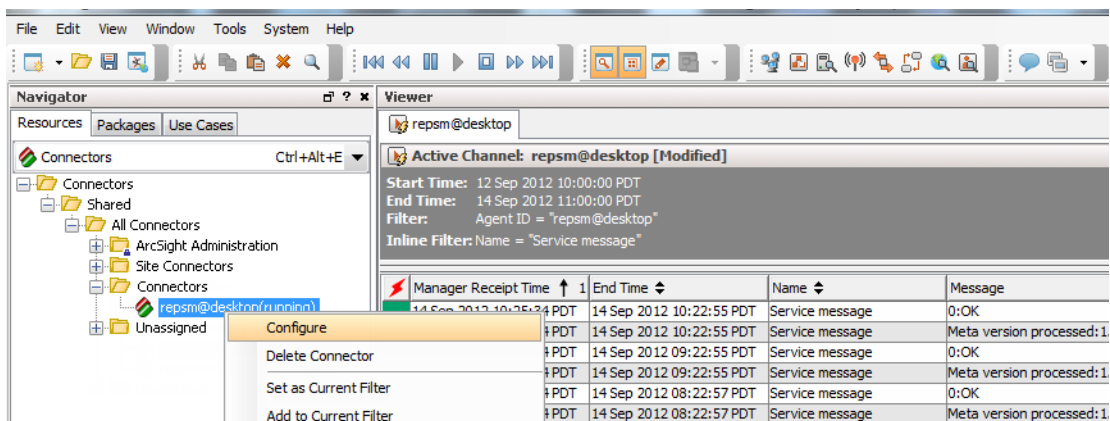 File Edit View Window Tools System Help
Navigator
Resources Packages Use Cases
Connectors Ctrl+Alt+E
Connectors
Shared
All Connectors
ArcSight Administration
Site Connectors
Connectors
repsm@desktop(running)
Unassigned
Configure
Delete Connector
Set as Current Filter
Add to Current Filter
Viewer
repsm@desktop
Active Channel: repsm@desktop [Modified]
Start Time: 12 Sep 2012 10:00:00 PDT
End Time: 14 Sep 2012 11:00:00 PDT
Filter: Agent ID = "repsm@desktop"
Inline Filter: Name = "Service message"
Manager Receipt Time 1 End Time Name Message
14 Sep 2012 10:25:34 PDT 14 Sep 2012 10:22:55 PDT Service message 0:OK
PDT 14 Sep 2012 10:22:55 PDT Service message Meta version processed:1.
PDT 14 Sep 2012 09:22:55 PDT Service message 0:OK
PDT 14 Sep 2012 09:22:55 PDT Service message Meta version processed:1.
PDT 14 Sep 2012 08:22:57 PDT Service message 0:OK
PDT 14 Sep 2012 08:22:57 PDT Service message Meta version processed:1.